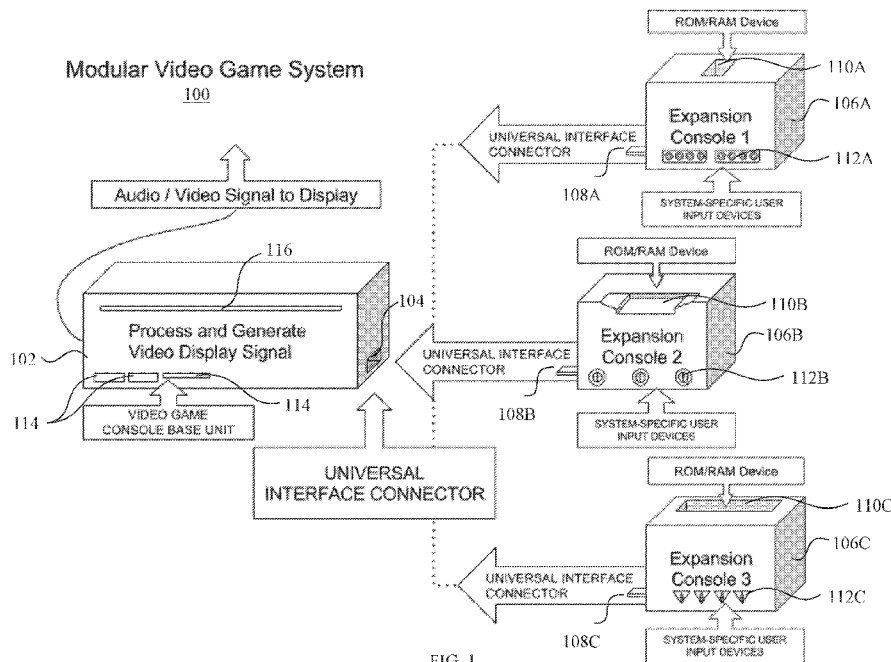 Modular Video Game System
100
Audio / Video Signal to Display
116
104
Process and Generate
Video Display Signal
102
114
114
VIDEO GAME
CONSOLE BASE UNIT
UNIVERSAL
INTERFACE CONNECTOR
ROM/RAM Device
110A
106A
Expansion
Console 1
UNIVERSAL INTERFACE
CONNECTOR
108A
112A
SYSTEM-SPECIFIC USER
INPUT DEVICES
ROM/RAM Device
110B
106B
Expansion
Console 2
UNIVERSAL INTERFACE
CONNECTOR
108B
112B
SYSTEM-SPECIFIC USER
INPUT DEVICES
ROM/RAM Device
110C
106C
Expansion
Console 3
UNIVERSAL INTERFACE
CONNECTOR
108C
112C
SYSTEM-SPECIFIC USER
INPUT DEVICES
FIG. 1